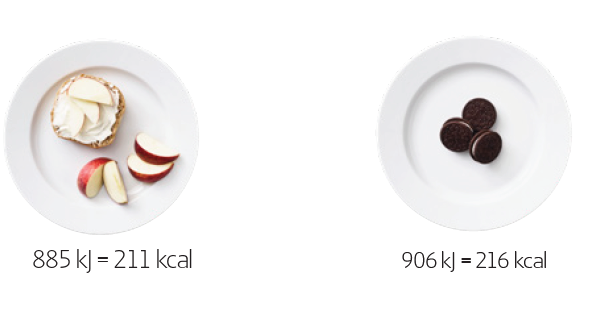 885 kJ = 211 kcal
906 kJ = 216 kcal